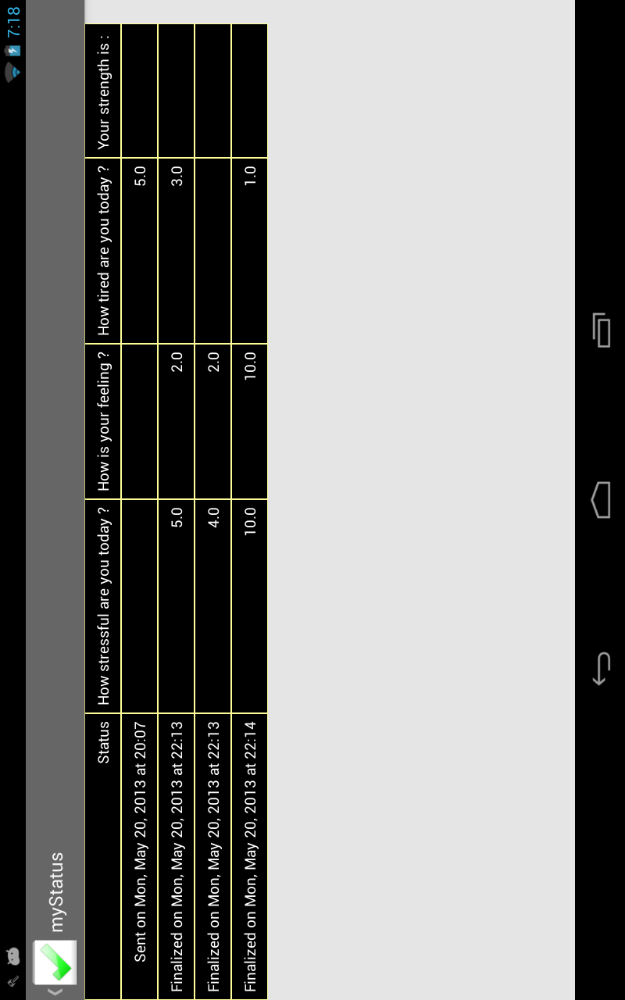 7:18
myStatus
Status How stressful are you today ? How is your feeling ? How tired are you today ? Your strength is :
Sent on Mon, May 20, 2013 at 20:07 5.0
Finalized on Mon, May 20, 2013 at 22:13 5.0 2.0 3.0
Finalized on Mon, May 20, 2013 at 22:13 4.0 2.0
Finalized on Mon, May 20, 2013 at 22:14 10.0 10.0 1.0